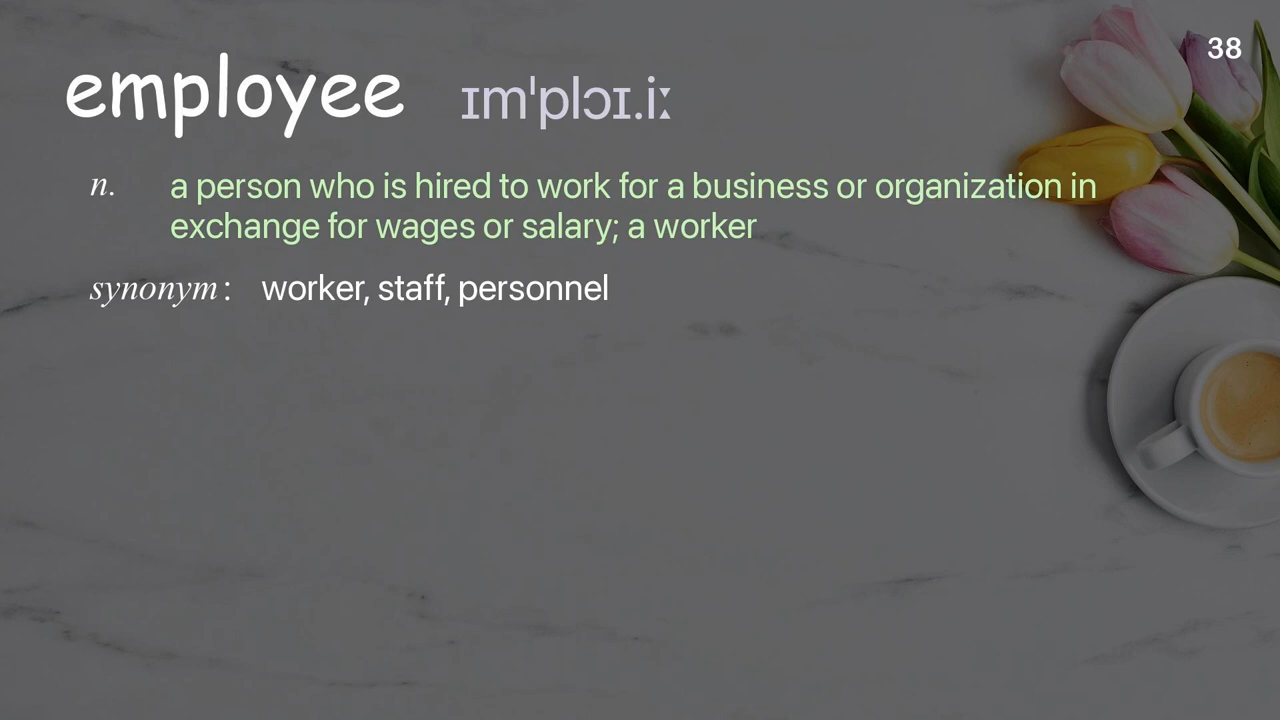 38
employee ɪmˈplɔɪ.iː
n. a person who is hired to work for a business or organization in
exchange for wages or salary; a worker
synonym: worker, staff, personnel